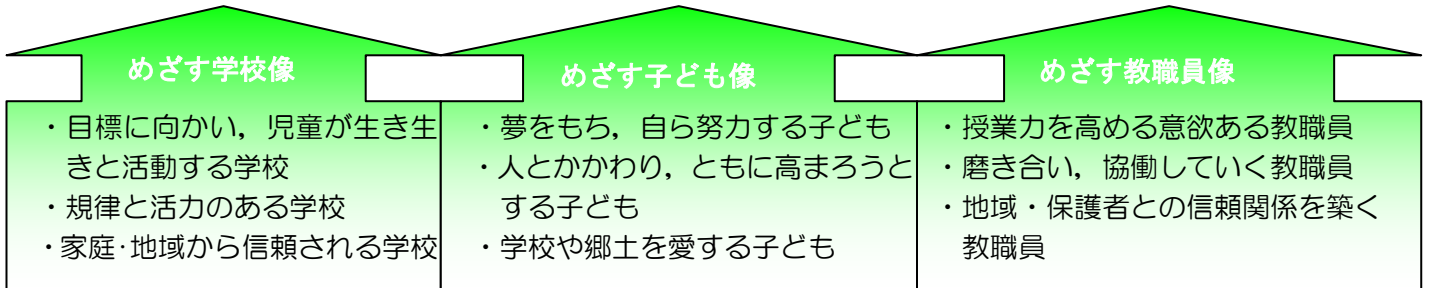 めざす学校像
・目標に向かい，児童が生き生
きと活動する学校
・規律と活力のある学校
・家庭・地域から信頼される学校
めざす子ども像
・夢をもち，自ら努力する子ども
・人とかかわり，ともに高まろうと
する子ども
・学校や郷土を愛する子ども
めざす教職員像
・授業力を高める意欲ある教職員
・磨き合い，協働していく教職員
・地域・保護者との信頼関係を築く
教職員